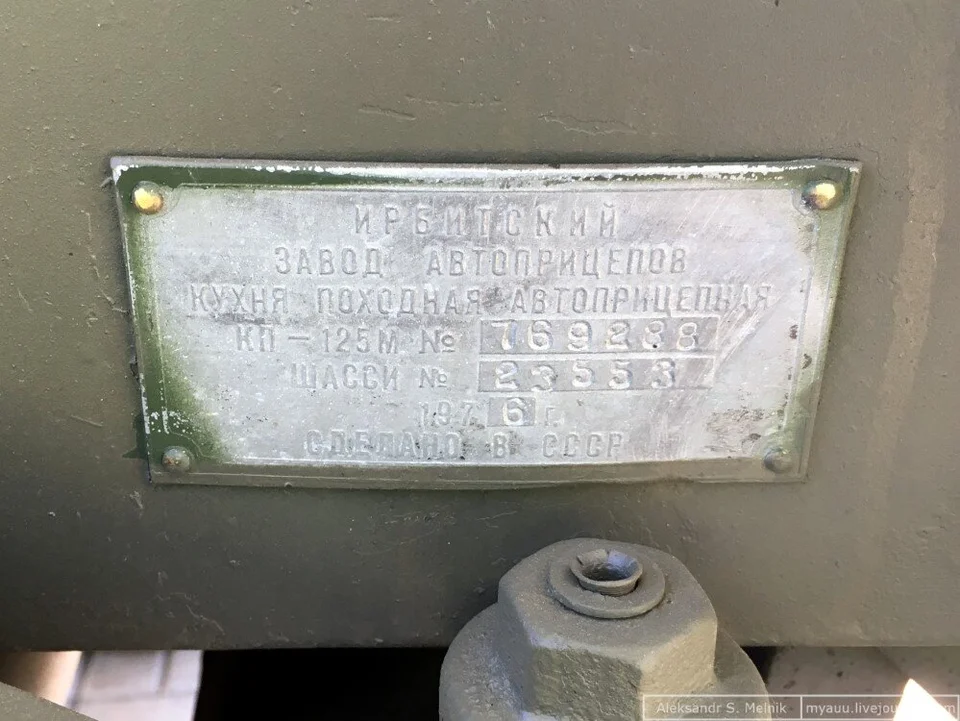 ИРБИТСКИЙ
ЗАВОД АВТОПРИЦЕПОВ
КУХНЯ ПОХОДНАЯ АВТОПРИЦЕПНАЯ
КП-125М № 769288
ШАССИ № 23553
1976 г.
СДЕЛАНО В СССР
Aleksandr S. Melnik myauu.livejournal.com